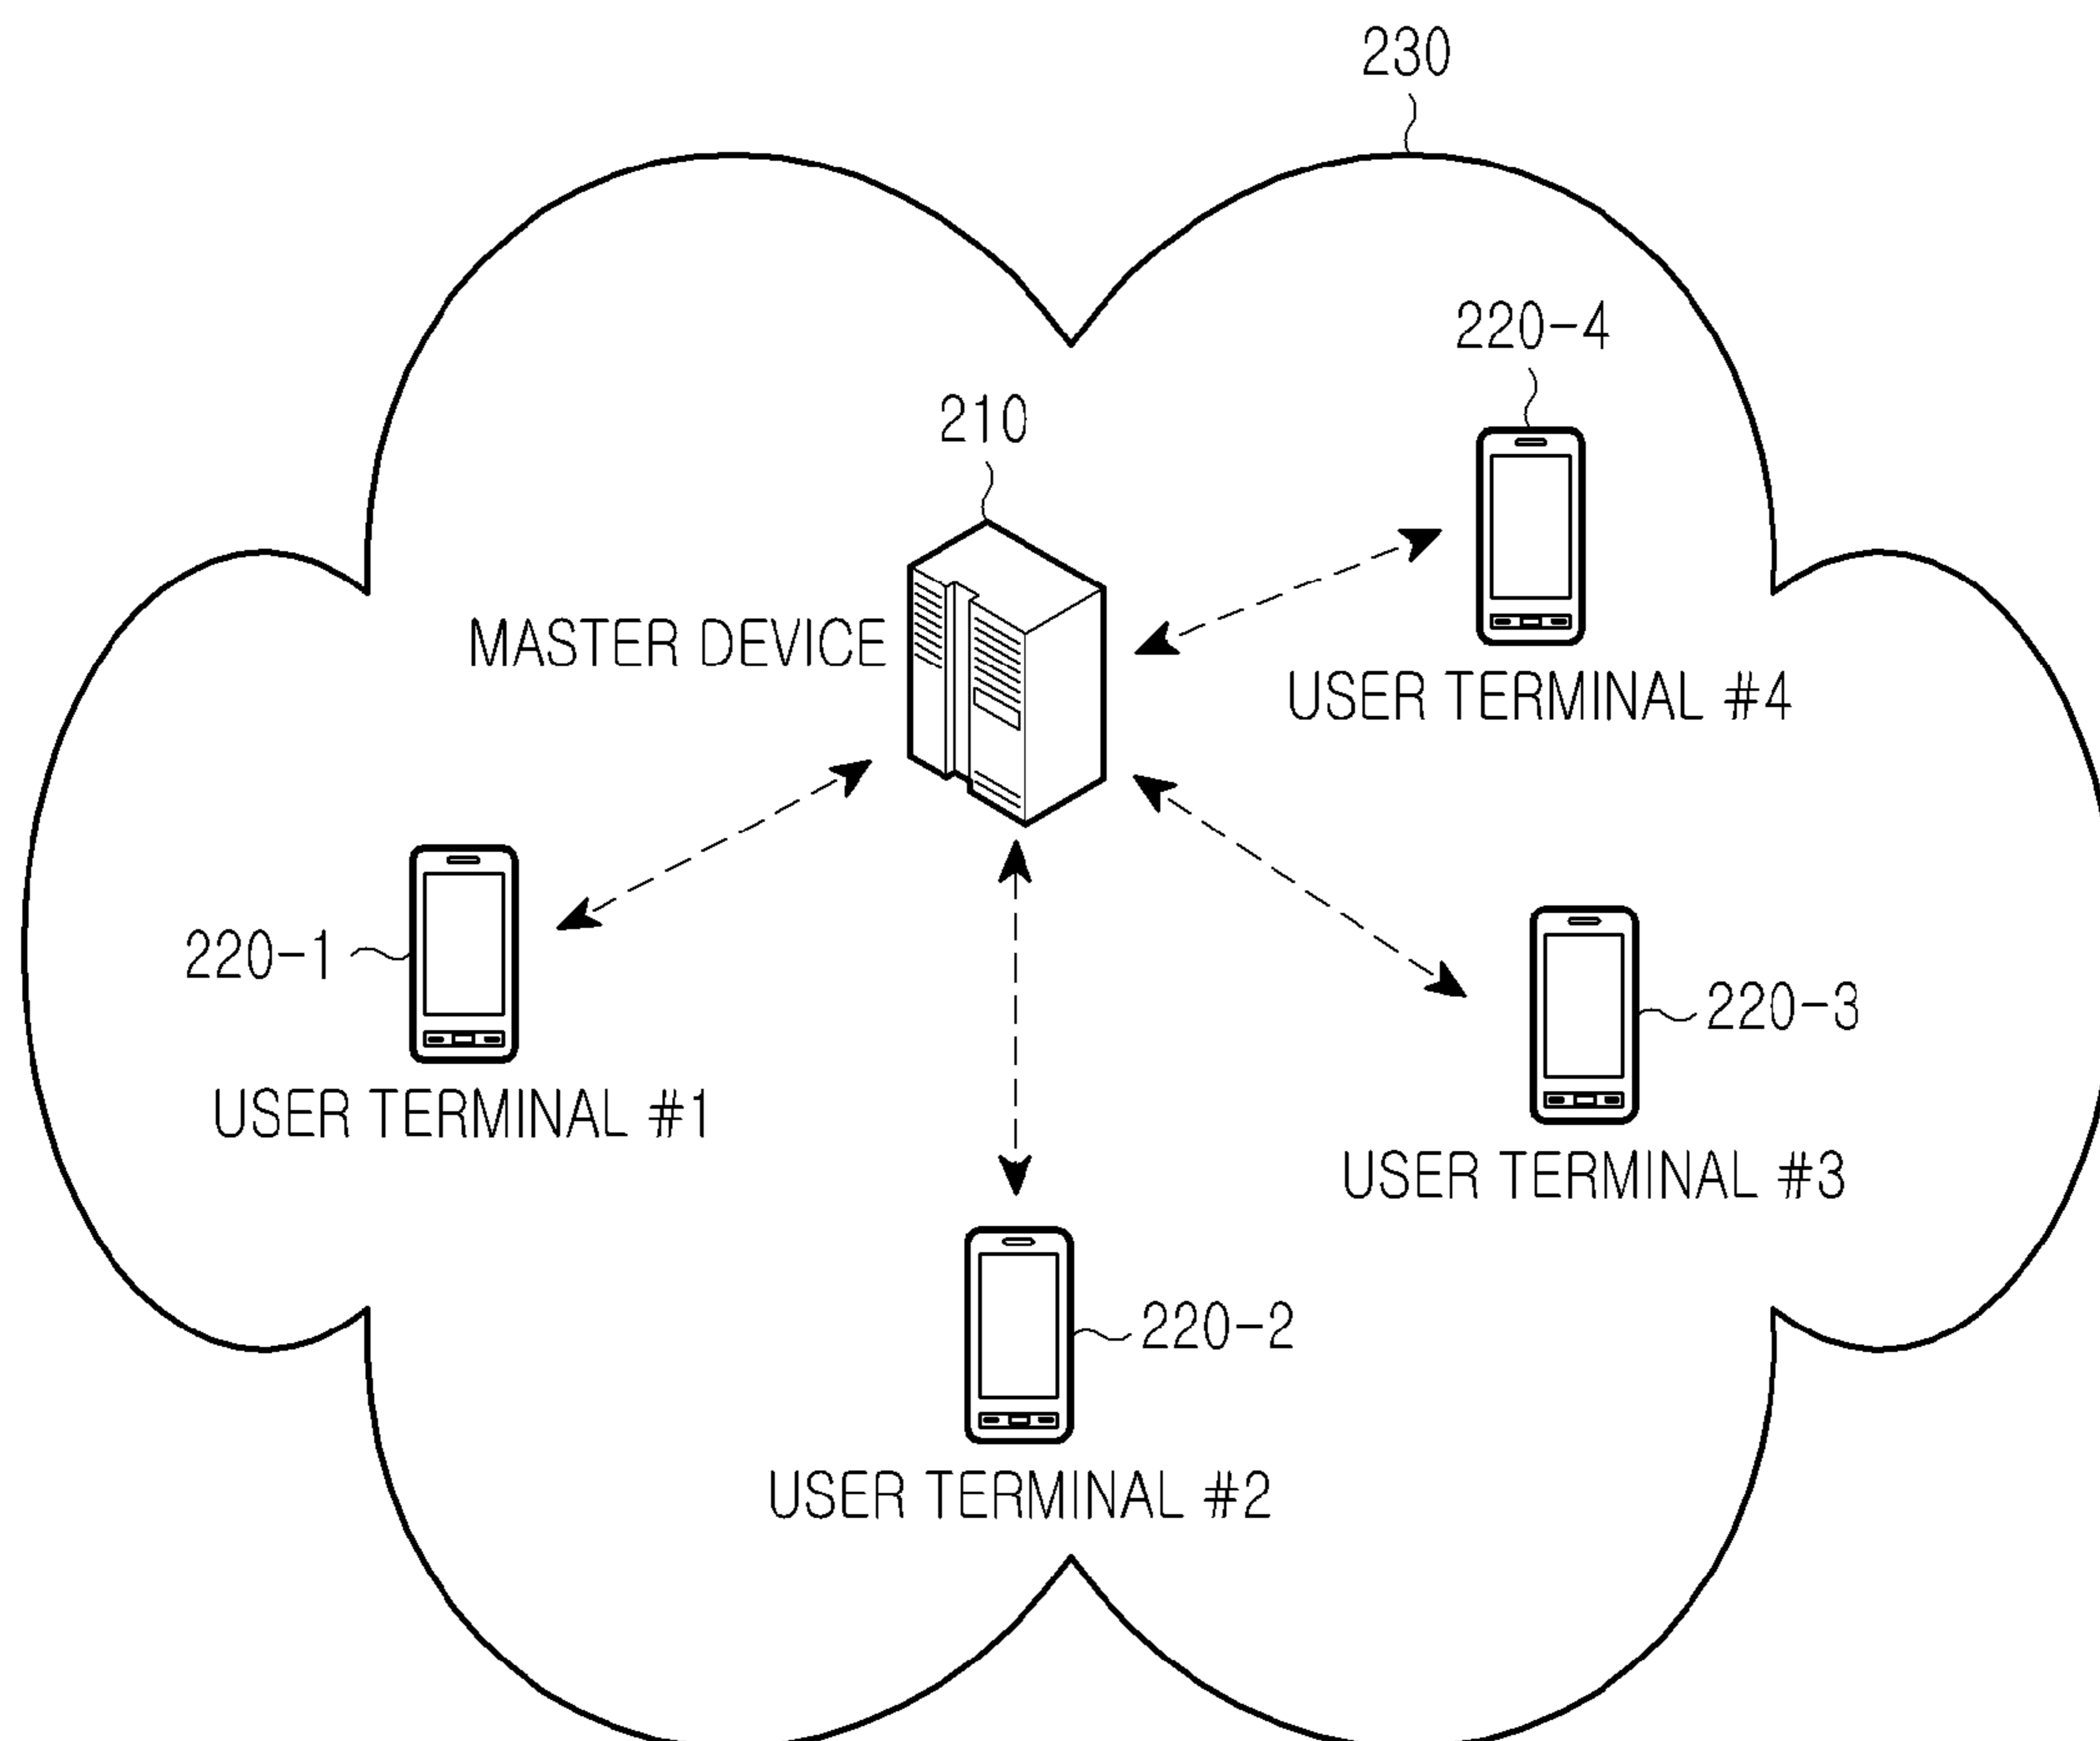 230
220-4
210
MASTER DEVICE
USER TERMINAL #4
220-1
220-3
USER TERMINAL #1
USER TERMINAL #3
220-2
USER TERMINAL #2